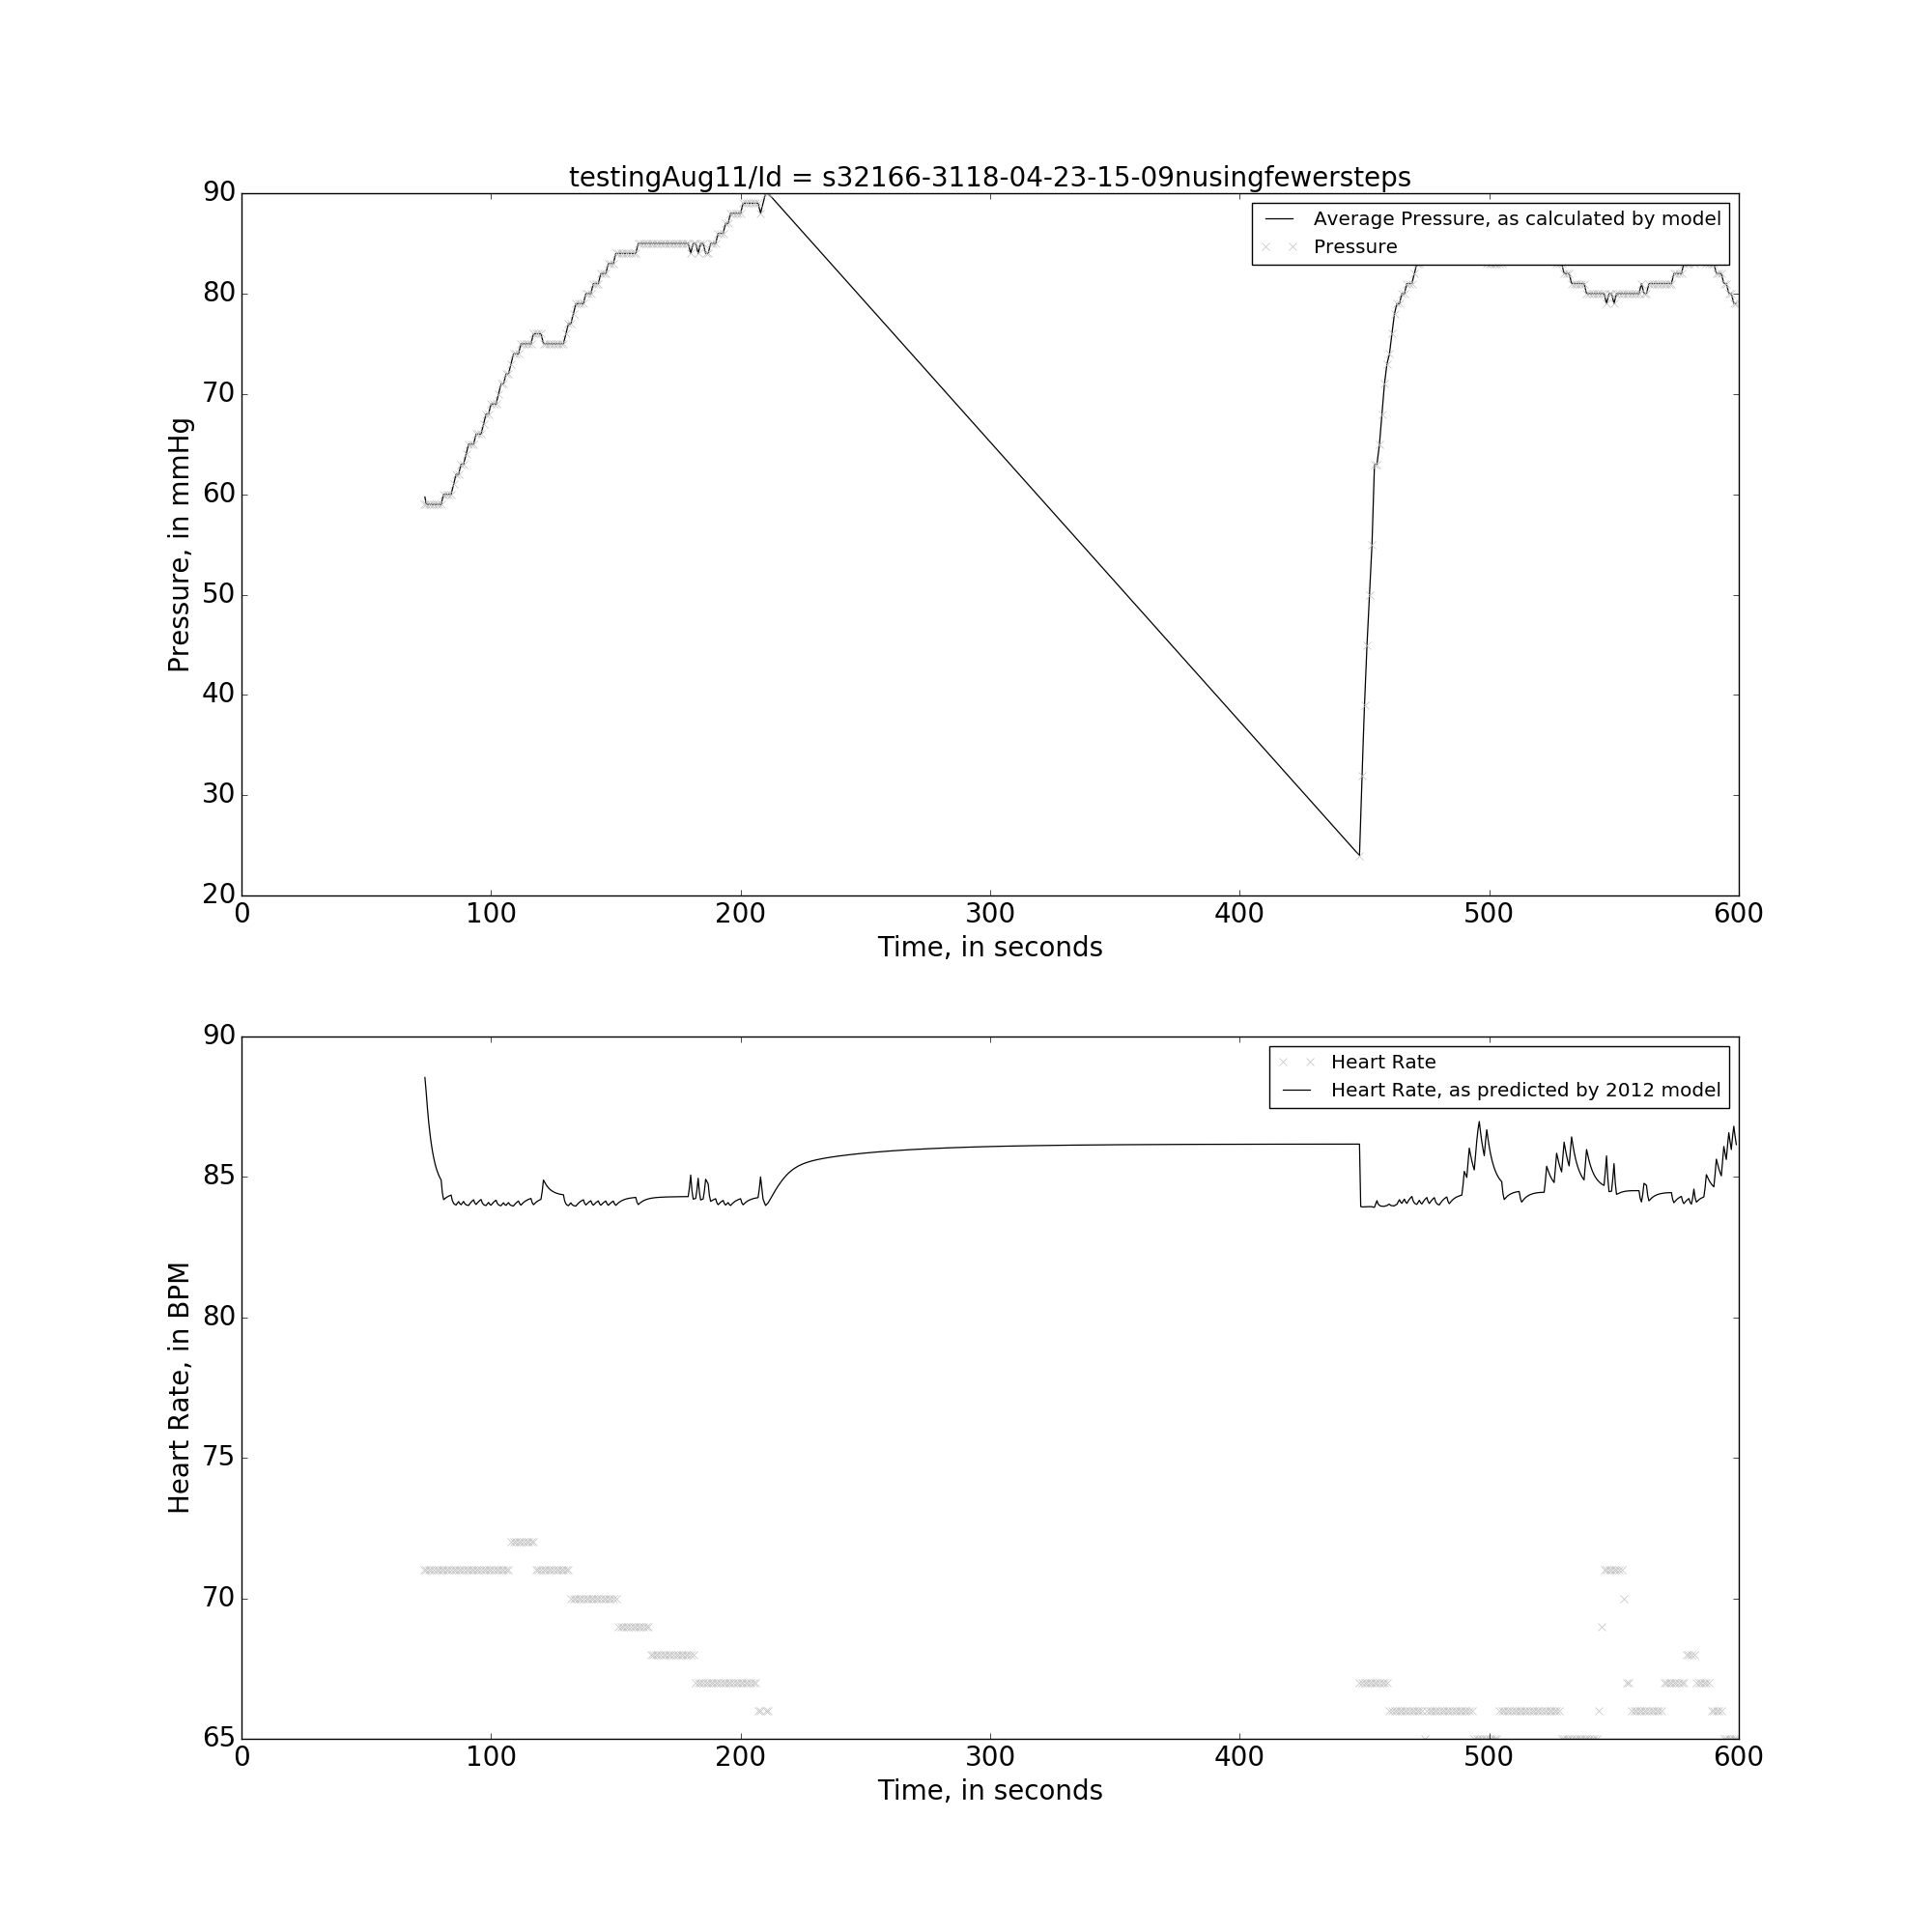 testingAug11/Id = s32166-3118-04-23-15-09nusingfewersteps
90
80
70
60
50
40
30
20
Pressure, in mmHg
Average Pressure, as calculated by model
Pressure
0 100 200 300 400 500 600
Time, in seconds
90
85
80
75
70
65
Heart Rate, in BPM
Heart Rate
Heart Rate, as predicted by 2012 model
0 100 200 300 400 500 600
Time, in seconds